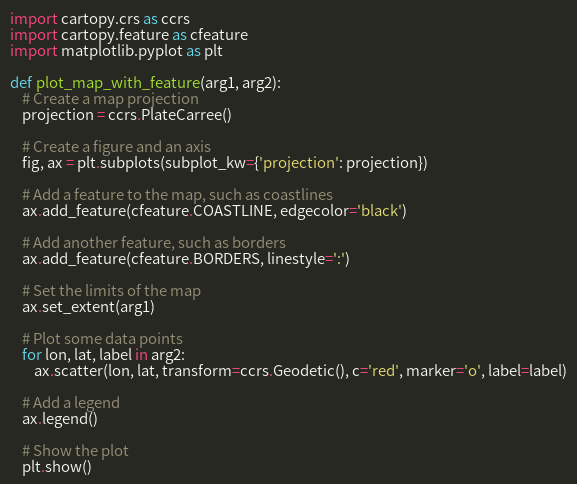 import cartopy.crs as ccrs
import cartopy.feature as cfeature
import matplotlib.pyplot as plt

def plot_map_with_feature(arg1, arg2):
    # Create a map projection
    projection = ccrs.PlateCarree()

    # Create a figure and an axis
    fig, ax = plt.subplots(subplot_kw={'projection': projection})

    # Add a feature to the map, such as coastlines
    ax.add_feature(cfeature.COASTLINE, edgecolor='black')

    # Add another feature, such as borders
    ax.add_feature(cfeature.BORDERS, linestyle=':')

    # Set the limits of the map
    ax.set_extent(arg1)

    # Plot some data points
    for lon, lat, label in arg2:
        ax.scatter(lon, lat, transform=ccrs.Geodetic(), c='red', marker='o', label=label)

    # Add a legend
    ax.legend()

    # Show the plot
    plt.show()